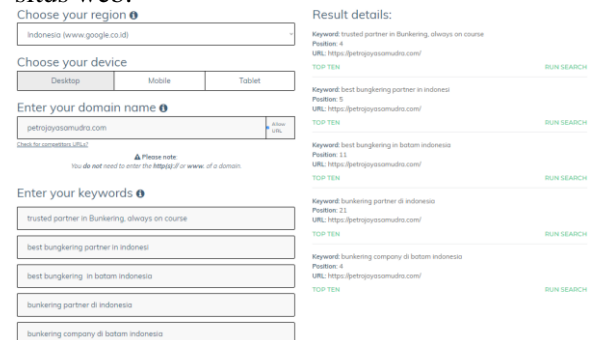 situs web.
Choose your region
Indonesia (www.google.co.id)
Choose your device
Desktop Mobile Tablet
Enter your domain name
petrojayasamudra.com
Allow
URL
Check for competitors URLs?
Please note:
You do not need to enter the http(s):// or www. of a domain.
Enter your keywords
trusted partner in Bunkering, always on course
best bungkering partner in indonesi
best bungkering in batam indonesia
bunkering partner di indonesia
bunkering company di batam indonesia
Result details:
Keyword: trusted partner in Bunkering, always on course
Position: 4
URL: https://petrojayasamudra.com/
TOP TEN RUN SEARCH
Keyword: best bungkering partner in indonesi
Position: 5
URL: https://petrojayasamudra.com/
TOP TEN RUN SEARCH
Keyword: best bungkering in batam indonesia
Position: 11
URL: https://petrojayasamudra.com/
TOP TEN RUN SEARCH
Keyword: bunkering partner di indonesia
Position: 21
URL: https://petrojayasamudra.com/
TOP TEN RUN SEARCH
Keyword: bunkering company di batam indonesia
Position: 4
URL: https://petrojayasamudra.com/
TOP TEN RUN SEARCH